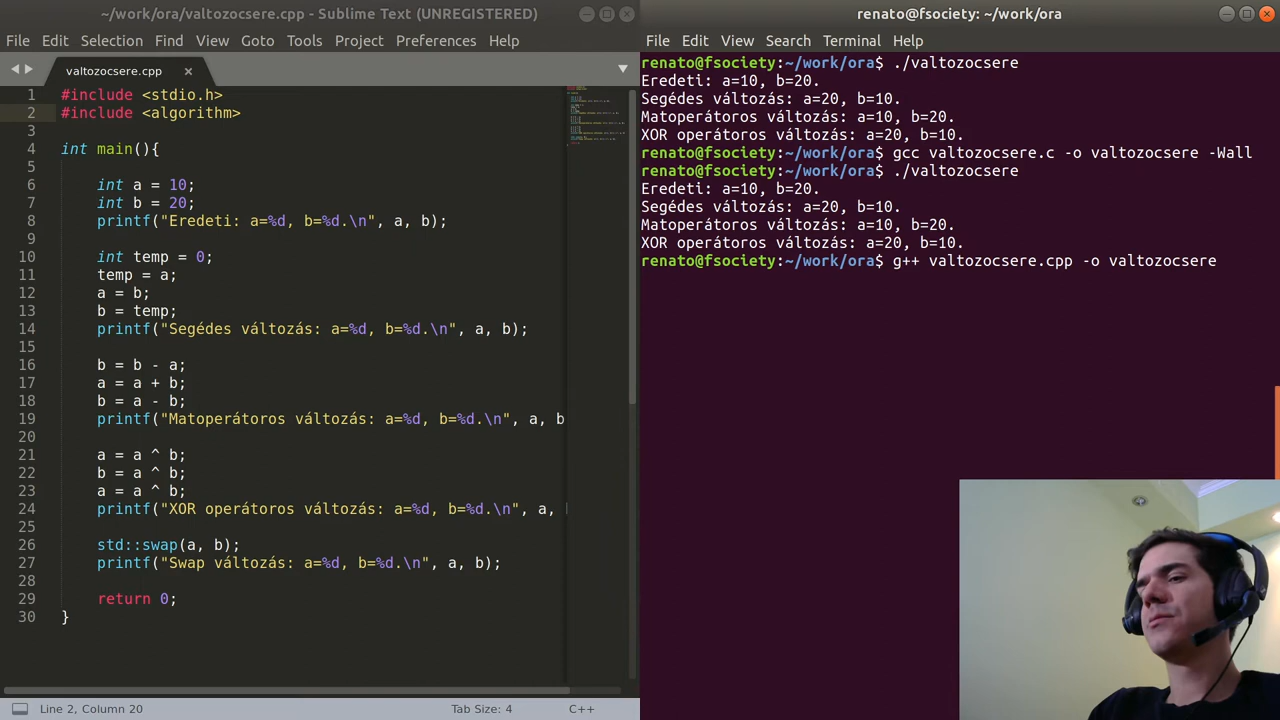 ~/work/ora/valtozocsere.cpp - Sublime Text (UNREGISTERED)
File Edit Selection Find View Goto Tools Project Preferences Help
valtozocsere.cpp
1 #include <stdio.h>
2 #include <algorithm>
3
4 int main(){
5
6 int a = 10;
7 int b = 20;
8 printf("Eredeti: a=%d, b=%d.\n", a, b);
9
10 int temp = 0;
11 temp = a;
12 a = b;
13 b = temp;
14 printf("Segédes változás: a=%d, b=%d.\n", a, b);
15
16 b = b - a;
17 a = a + b;
18 b = a - b;
19 printf("Matoperátoros változás: a=%d, b=%d.\n", a, b
20
21 a = a ^ b;
22 b = a ^ b;
23 a = a ^ b;
24 printf("XOR operátoros változás: a=%d, b=%d.\n", a,
25
26 std::swap(a, b);
27 printf("Swap változás: a=%d, b=%d.\n", a, b);
28
29 return 0;
30 }
Line 2, Column 20 Tab Size: 4 C++
renato@fsociety: ~/work/ora
File Edit View Search Terminal Help
renato@fsociety:~/work/ora$ ./valtozocsere
Eredeti: a=10, b=20.
Segédes változás: a=20, b=10.
Matoperátoros változás: a=10, b=20.
XOR operátoros változás: a=20, b=10.
renato@fsociety:~/work/ora$ gcc valtozocsere.c -o valtozocsere -Wall
renato@fsociety:~/work/ora$ ./valtozocsere
Eredeti: a=10, b=20.
Segédes változás: a=20, b=10.
Matoperátoros változás: a=10, b=20.
XOR operátoros változás: a=20, b=10.
renato@fsociety:~/work/ora$ g++ valtozocsere.cpp -o valtozocsere